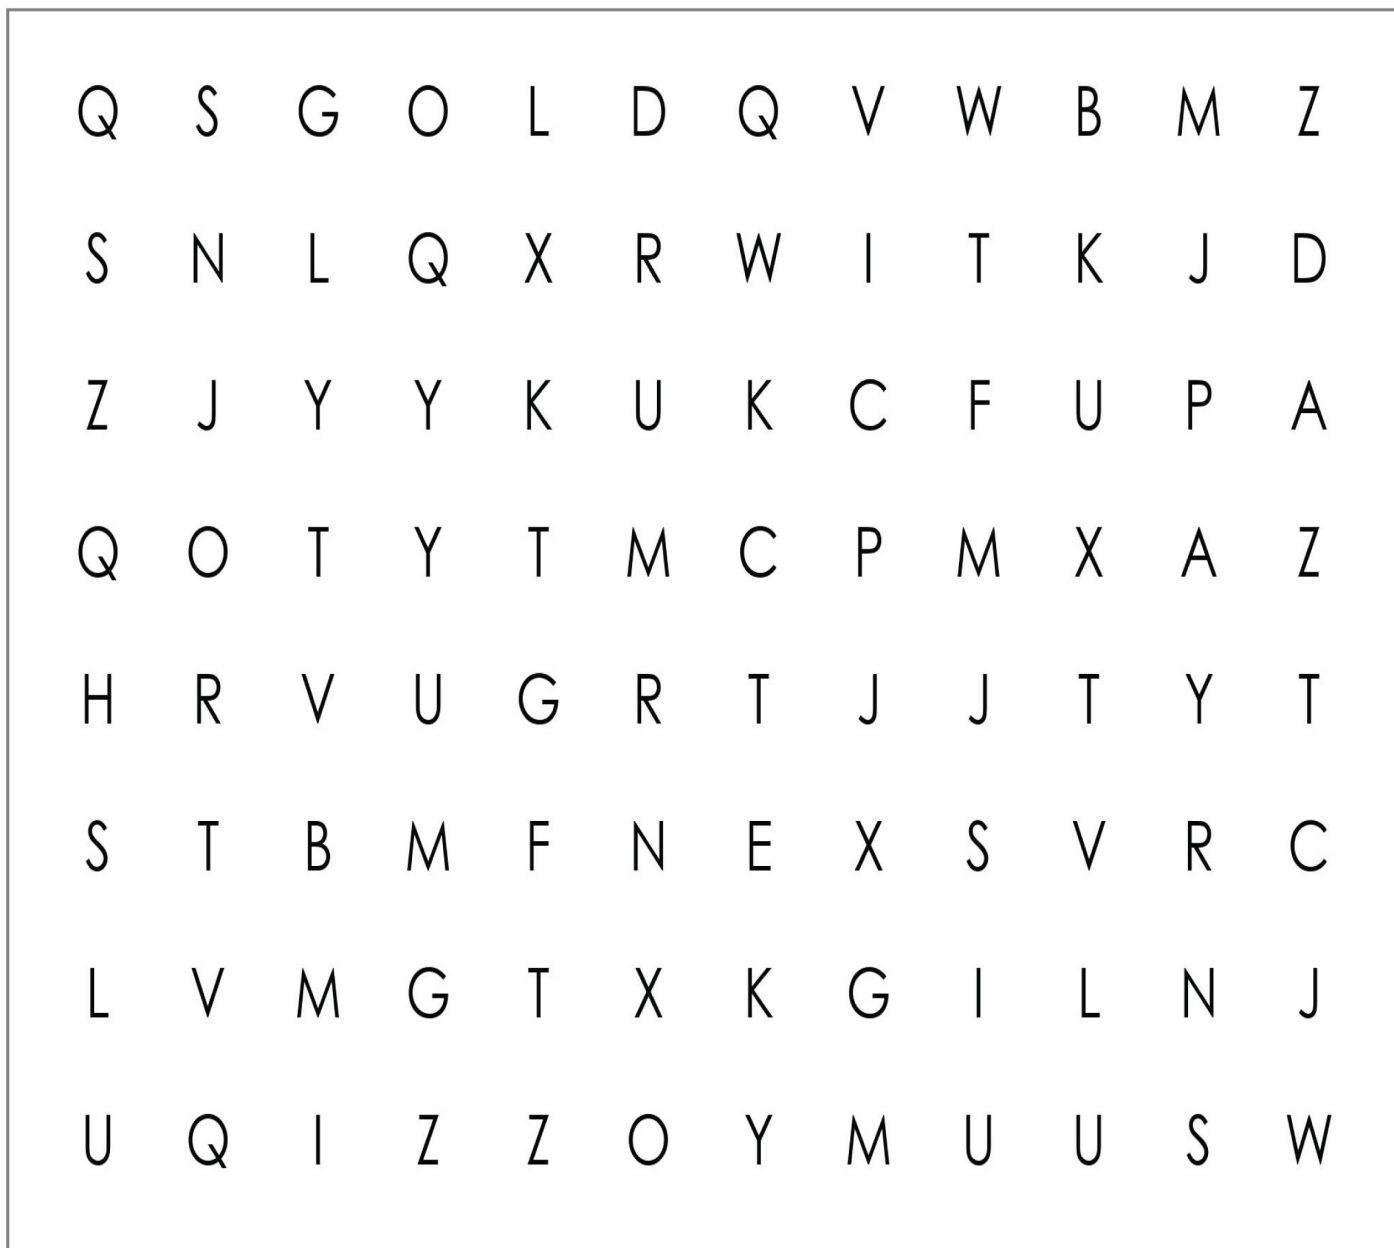 Q S G O L D Q V W B M Z
S N L Q X R W I T K J D
Z J Y Y K U K C F U P A
Q O T Y T M C P M X A Z
H R V U G R T J J T Y T
S T B M F N E X S V R C
L V M G T X K G I L N J
U Q I Z Z O Y M U U S W